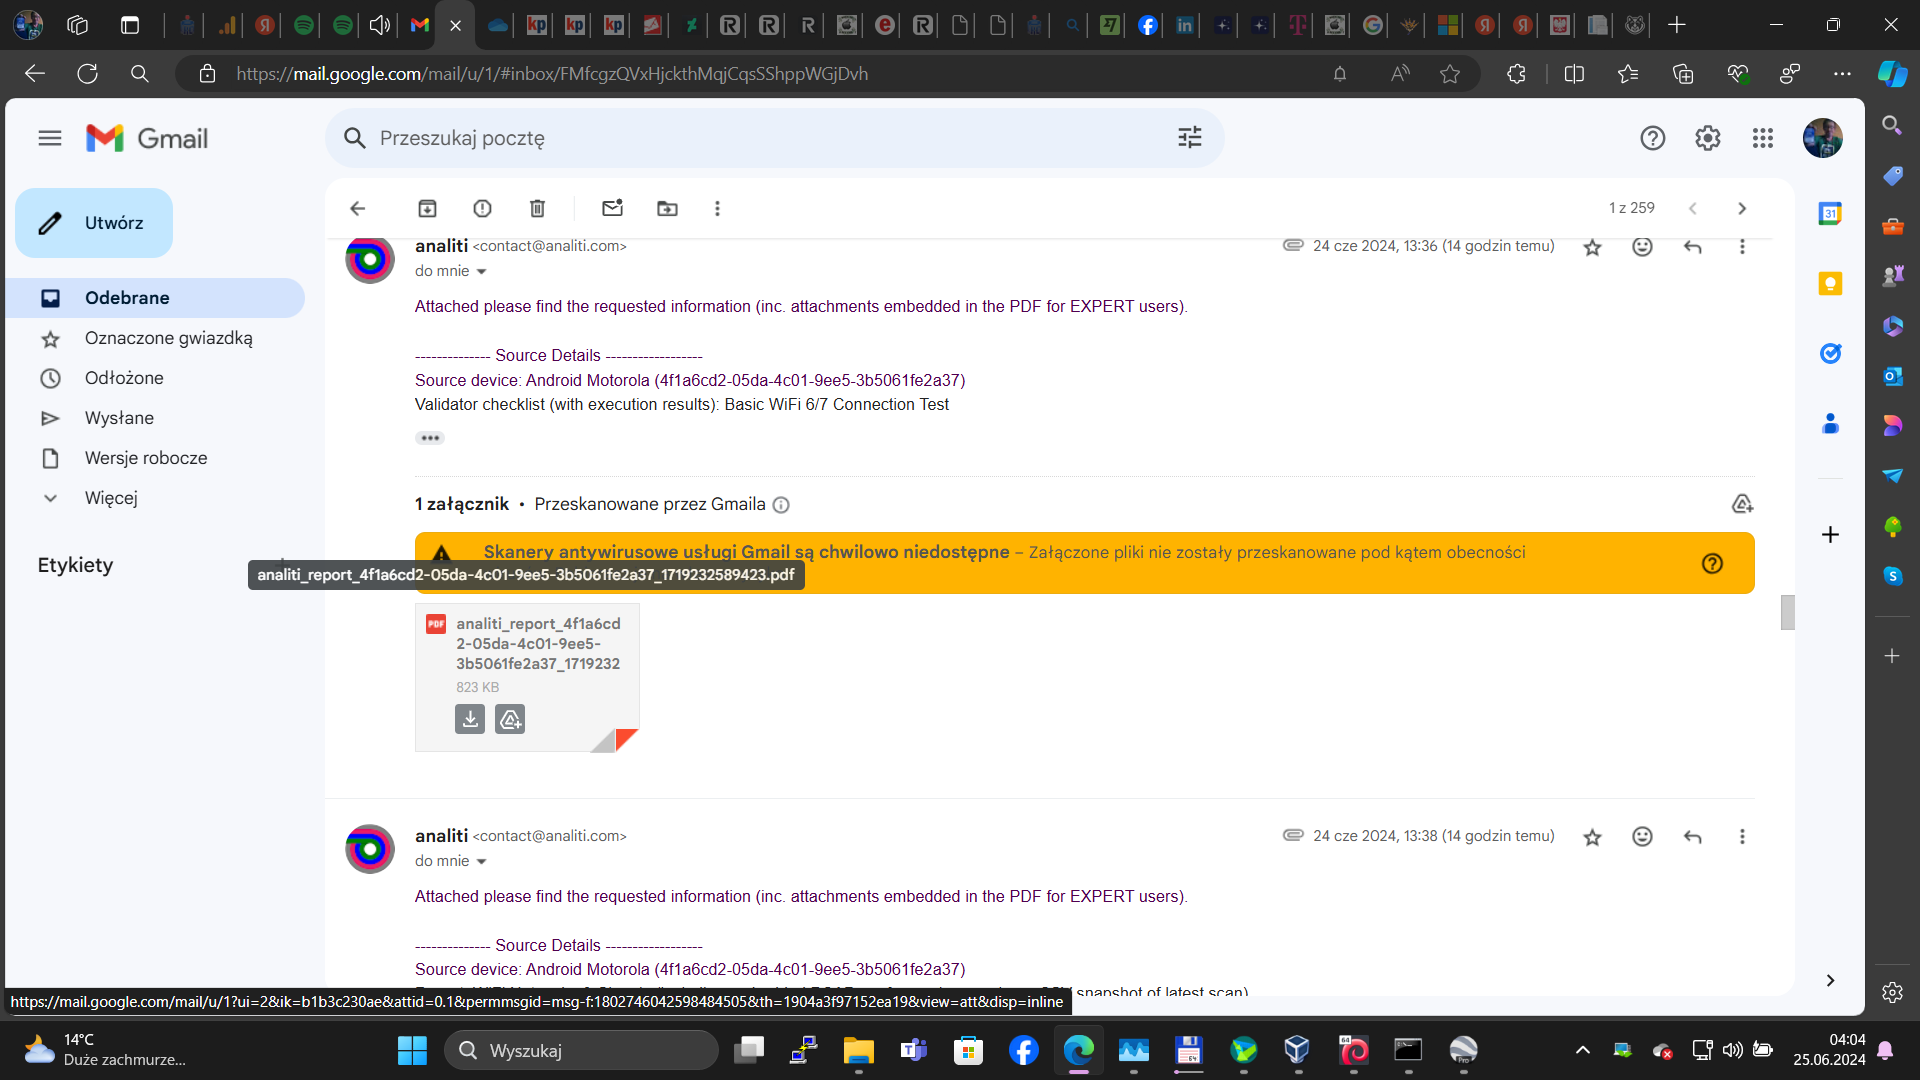 https://mail.google.com/mail/u/1/#inbox/FMfcgzQVxHjckthMqjCqsSShppWGjDvh
Gmail
Przeszukaj pocztę
Utwórz
1 z 259
Odebrane
Oznaczone gwiazdką
Odłożone
Wysłane
Wersje robocze
Więcej
Etykiety
analiti <contact@analiti.com>
24 cze 2024, 13:36 (14 godzin temu)
do mnie
Attached please find the requested information (inc. attachments embedded in the PDF for EXPERT users).
-------------- Source Details ------------------
Source device: Android Motorola (4f1a6cd2-05da-4c01-9ee5-3b5061fe2a37)
Validator checklist (with execution results): Basic WiFi 6/7 Connection Test
1 załącznik • Przeskanowane przez Gmaila
Skanery antywirusowe usługi Gmail są chwilowo niedostępne – Załączone pliki nie zostały przeskanowane pod kątem obecności
analiti_report_4f1a6cd2-05da-4c01-9ee5-3b5061fe2a37_1719232589423.pdf
PDF
analiti_report_4f1a6cd
2-05da-4c01-9ee5-
3b5061fe2a37_1719232
823 KB
analiti <contact@analiti.com>
24 cze 2024, 13:38 (14 godzin temu)
do mnie
Attached please find the requested information (inc. attachments embedded in the PDF for EXPERT users).
-------------- Source Details ------------------
Source device: Android Motorola (4f1a6cd2-05da-4c01-9ee5-3b5061fe2a37)
snapshot of latest scan)
https://mail.google.com/mail/u/1?ui=2&ik=b1b3c230ae&attid=0.1&permmsgid=msg-f:1802746042598484505&th=1904a3f97152ea19&view=att&disp=inline
14°C
Duże zachmurze...
Wyszukaj
04:04
25.06.2024